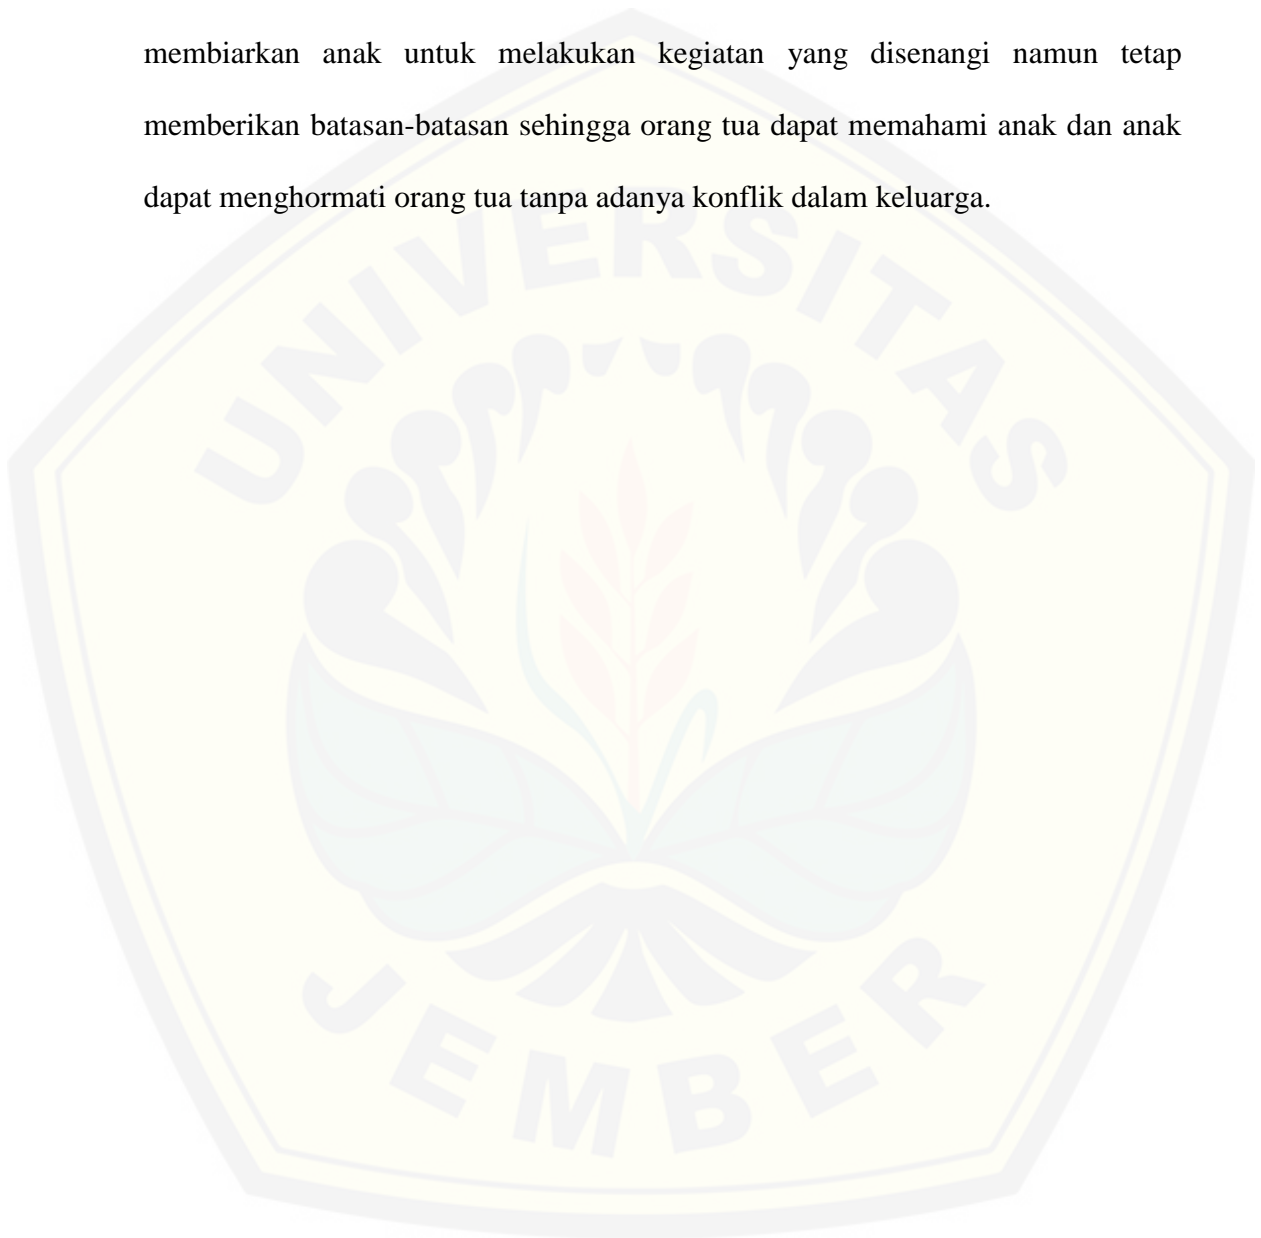 membiarkan anak untuk melakukan kegiatan yang disenangi namun tetap
memberikan batasan-batasan sehingga orang tua dapat memahami anak dan anak
dapat menghormati orang tua tanpa adanya konflik dalam keluarga.
UNIVERSITAS
JEMBER